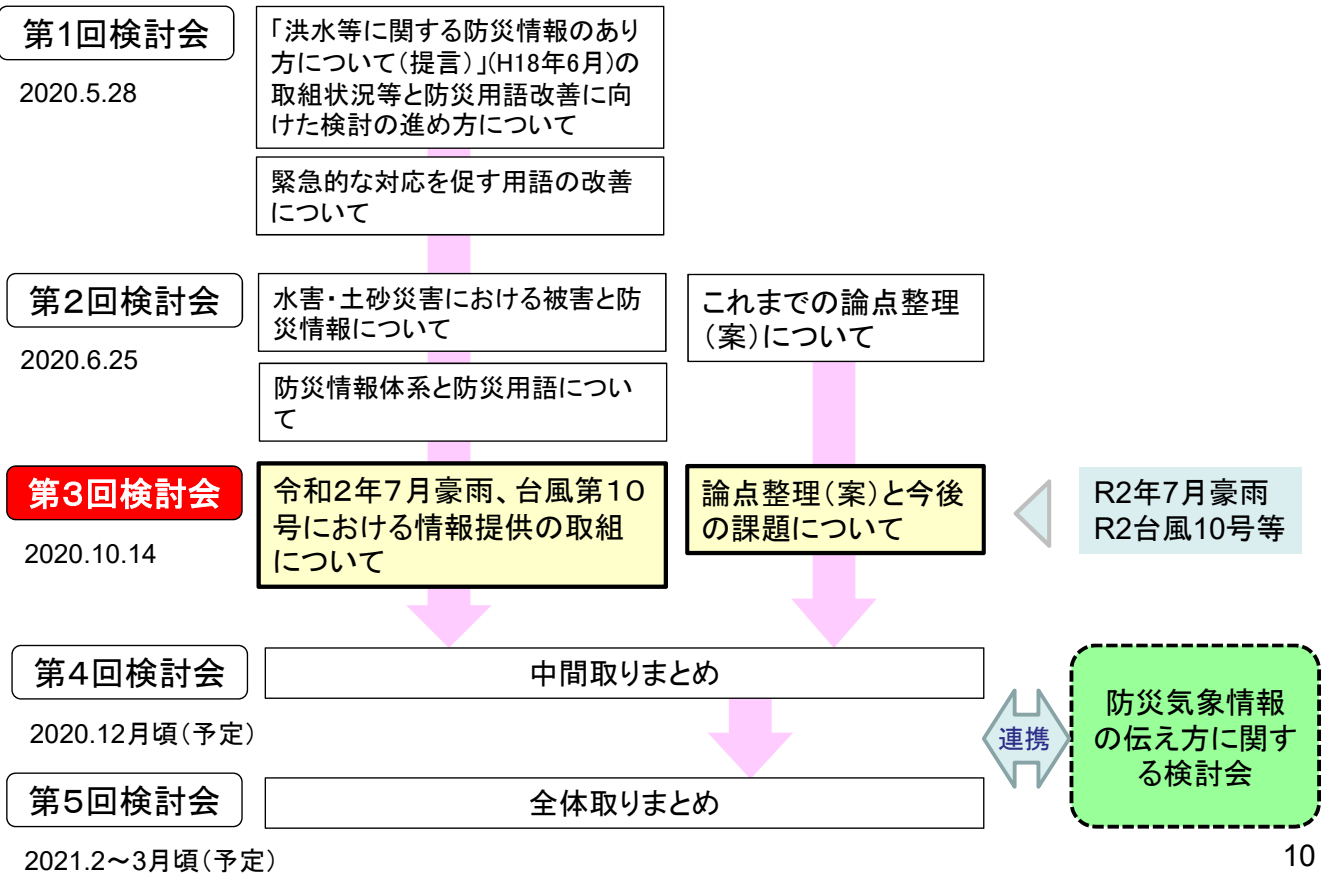 第1回検討会
2020.5.28
「洪水等に関する防災情報のあり
方について（提言）」(H18年6月)の
取組状況等と防災用語改善に向
けた検討の進め方について
緊急的な対応を促す用語の改善
について
第２回検討会
2020.6.25
水害・土砂災害における被害と防
災情報について
防災情報体系と防災用語につい
て
これまでの論点整理
（案）について
第３回検討会
2020.10.14
令和２年７月豪雨、台風第１０
号における情報提供の取組
について
論点整理（案）と今後
の課題について
R2年7月豪雨
R2台風10号等
第４回検討会
2020.12月頃（予定）
中間取りまとめ
連携
防災気象情報
の伝え方に関す
る検討会
第５回検討会
2021.2～3月頃（予定）
全体取りまとめ
10